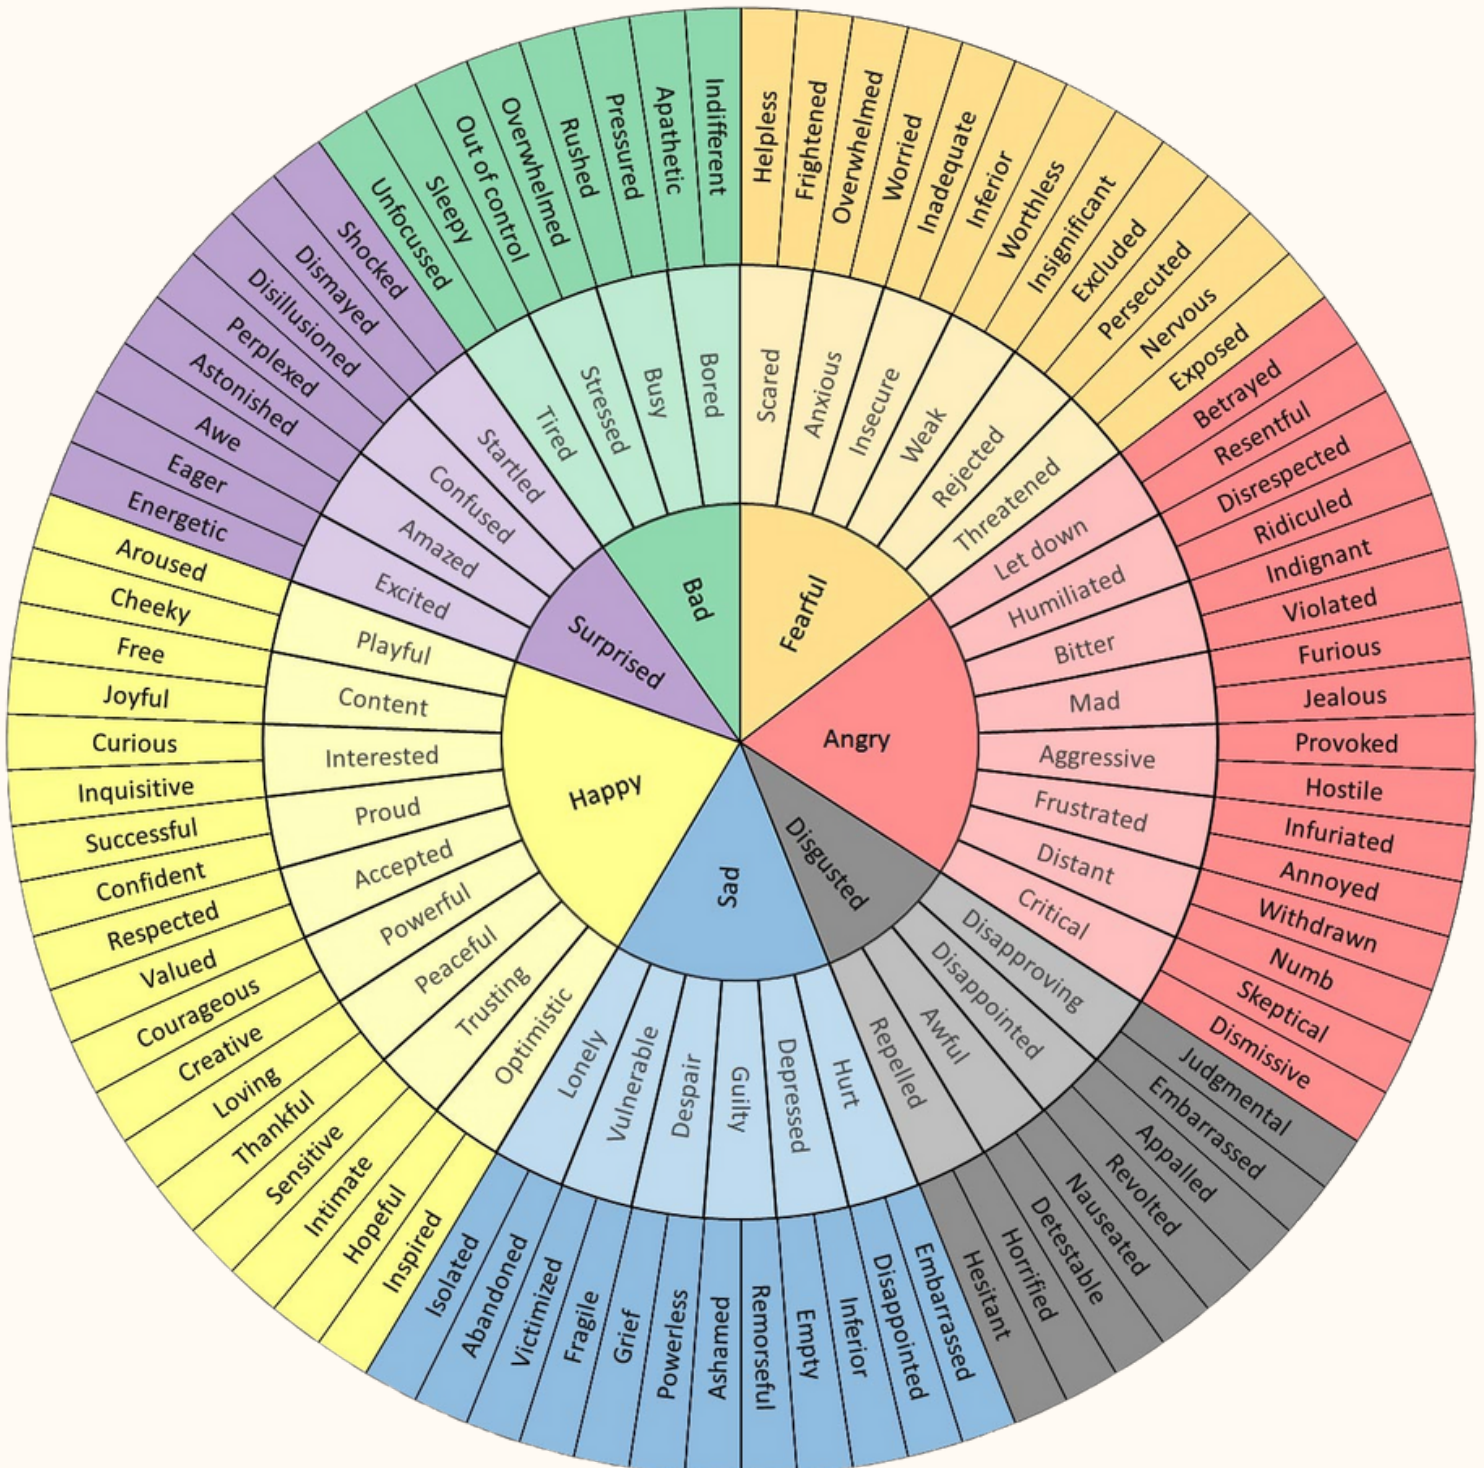 Fearful
Angry
Disgusted
Sad
Happy
Surprised
Bad
Scared
Anxious
Insecure
Weak
Rejected
Threatened
Let down
Humiliated
Bitter
Mad
Aggressive
Frustrated
Distant
Critical
Disapproving
Disappointed
Awful
Repelled
Hurt
Depressed
Guilty
Despair
Vulnerable
Lonely
Optimistic
Trusting
Peaceful
Powerful
Accepted
Proud
Interested
Content
Playful
Excited
Amazed
Confused
Startled
Tired
Stressed
Busy
Bored
Helpless
Frightened
Overwhelmed
Worried
Inadequate
Inferior
Worthless
Insignificant
Excluded
Persecuted
Nervous
Exposed
Betrayed
Resentful
Disrespected
Ridiculed
Indignant
Violated
Furious
Jealous
Provoked
Hostile
Infuriated
Annoyed
Withdrawn
Numb
Skeptical
Dismissive
Judgmental
Embarrassed
Appalled
Revolted
Nauseated
Detestable
Horrified
Hesitant
Embarrassed
Disappointed
Inferior
Empty
Remorseful
Ashamed
Powerless
Grief
Fragile
Victimized
Abandoned
Isolated
Inspired
Hopeful
Intimate
Sensitive
Thankful
Loving
Creative
Courageous
Valued
Respected
Confident
Successful
Inquisitive
Curious
Joyful
Free
Cheeky
Aroused
Energetic
Eager
Awe
Astonished
Perplexed
Disillusioned
Dismayed
Shocked
Unfocussed
Sleepy
Out of control
Overwhelmed
Rushed
Pressured
Apathetic
Indifferent